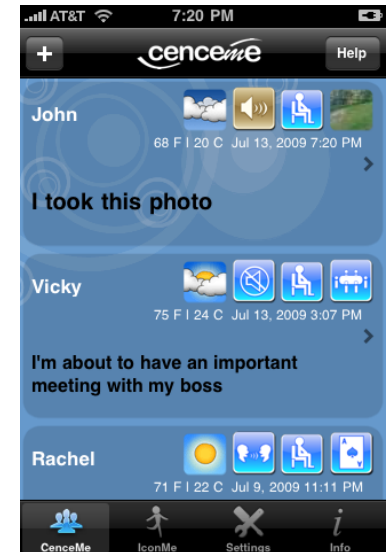 AT&T 7:20 PM
+ cenceme Help
John
68 F I 20 C Jul 13, 2009 7:20 PM
I took this photo
Vicky
75 F I 24 C Jul 13, 2009 3:07 PM
I'm about to have an important
meeting with my boss
Rachel
A
71 F I 22 C Jul 9, 2009 11:11 PM
i
CenceMe IconMe Settings Info